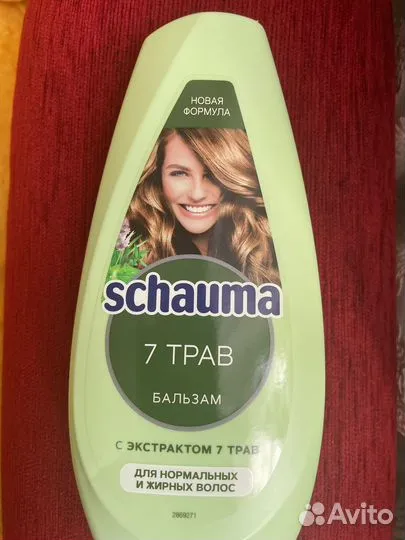 НОВАЯ
ФОРМУЛА
schauma
7 ТРАВ
БАЛЬЗАМ
С ЭКСТРАКТОМ 7 ТРАВ
ДЛЯ НОРМАЛЬНЫХ
И ЖИРНЫХ ВОЛОС
2869271
Avito